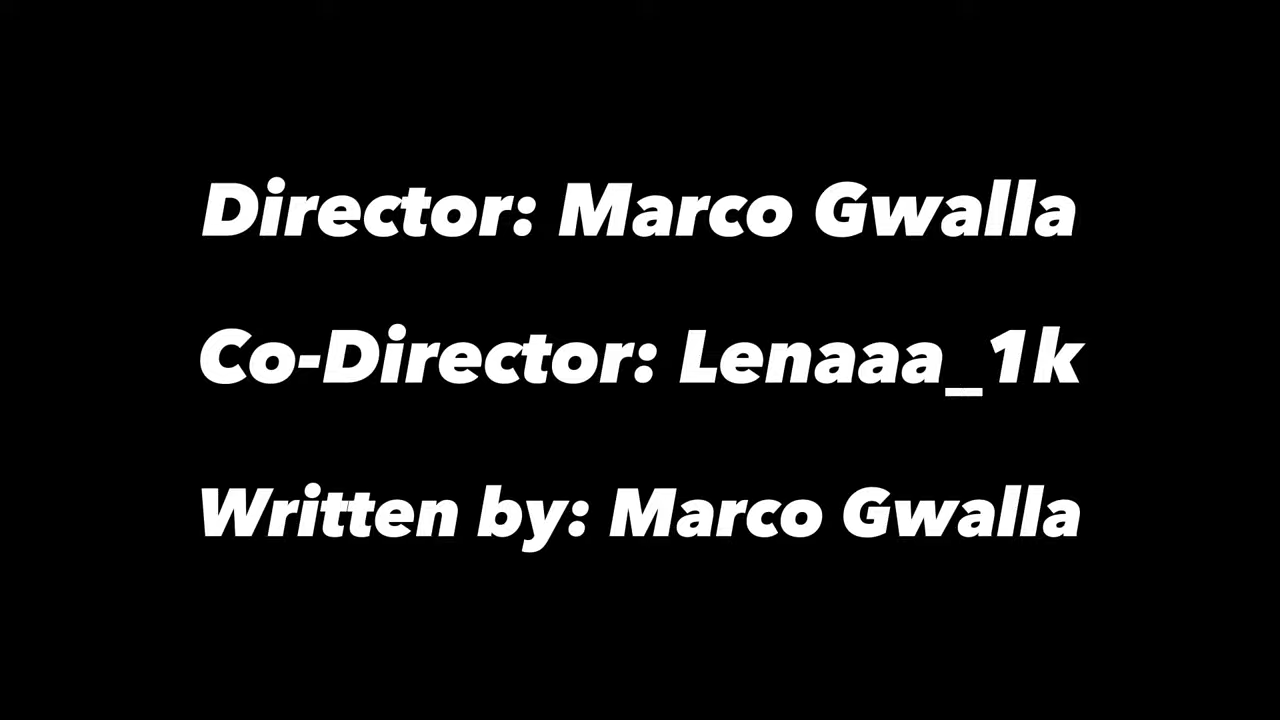 Director: Marco Gwalla
Co-Director: Lenaaa_1k
Written by: Marco Gwalla